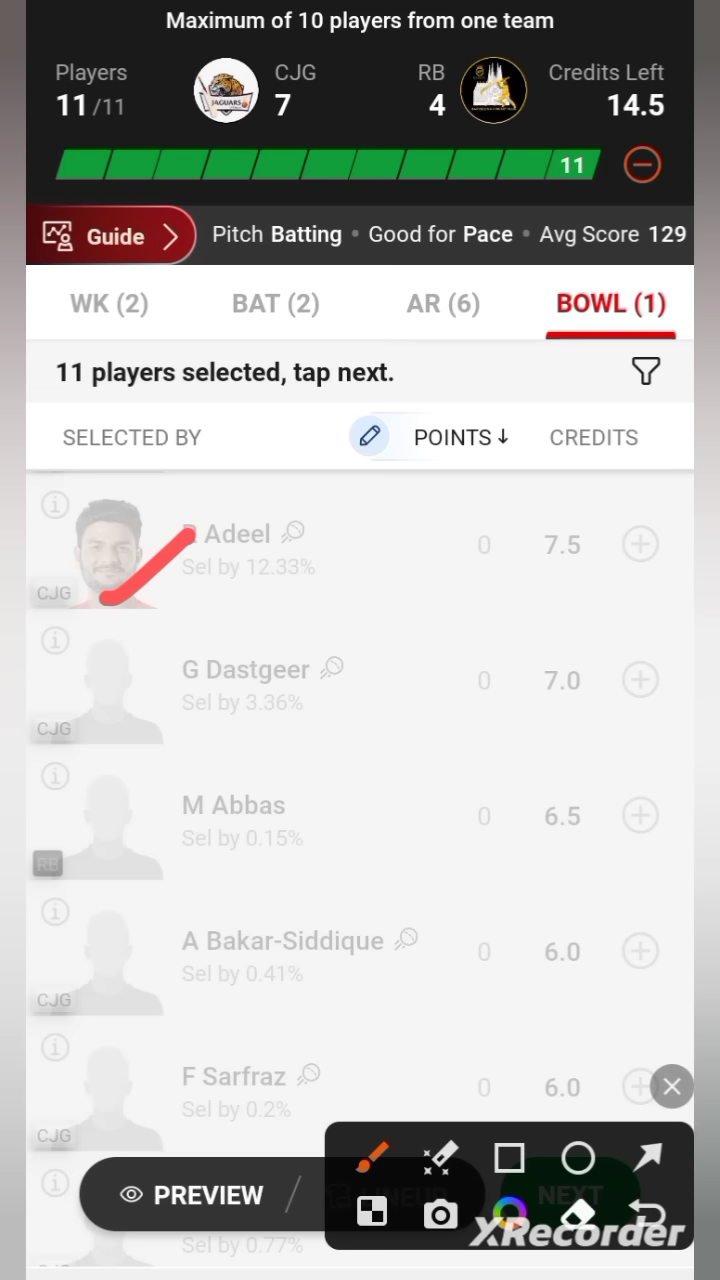 Maximum of 10 players from one team
Players CJG RB Credits Left
11/11 7 4 14.5
JAGUARS
11
Guide Pitch Batting • Good for Pace • Avg Score 129
WK (2) BAT (2) AR (6) BOWL (1)
11 players selected, tap next.
SELECTED BY POINTS↓ CREDITS
Adeel 0 7.5
Sel by 12.33%
CJG
G Dastgeer 0 7.0
Sel by 3.36%
CJG
M Abbas 0 6.5
Sel by 0.15%
RB
A Bakar-Siddique 0 6.0
Sel by 0.41%
CJG
F Sarfraz 0 6.0
Sel by 0.2%
CJG
PREVIEW / LINEUP NEXT
XRecorder
Sel by 0.77%